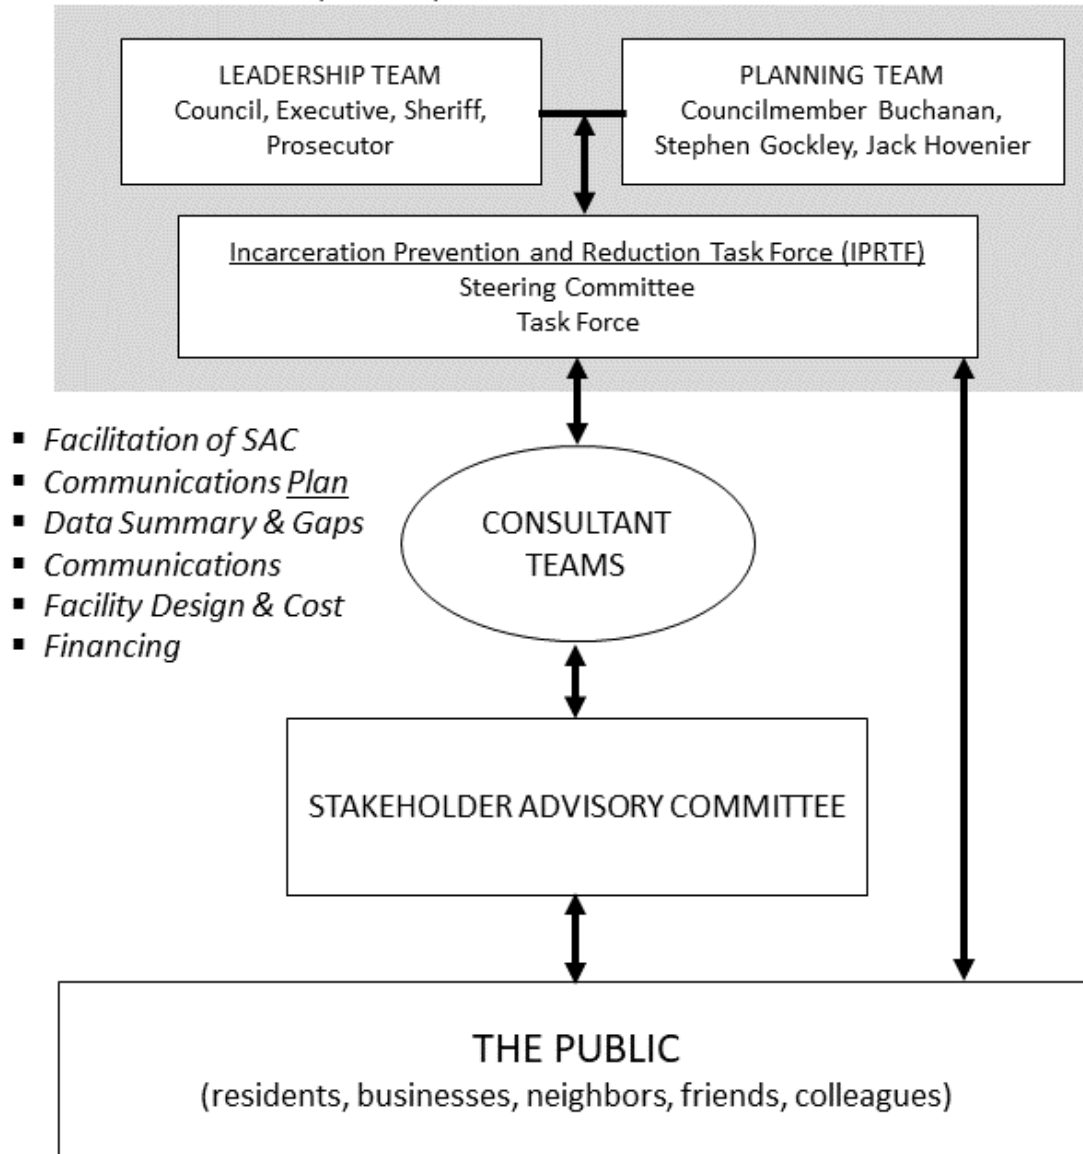 LEADERSHIP TEAM
Council, Executive, Sheriff,
Prosecutor
PLANNING TEAM
Councilmember Buchanan,
Stephen Gockley, Jack Hovenier
Incarceration Prevention and Reduction Task Force (IPRTF)
Steering Committee
Task Force
▪ Facilitation of SAC
▪ Communications Plan
▪ Data Summary & Gaps
▪ Communications
▪ Facility Design & Cost
▪ Financing
CONSULTANT
TEAMS
STAKEHOLDER ADVISORY COMMITTEE
THE PUBLIC
(residents, businesses, neighbors, friends, colleagues)